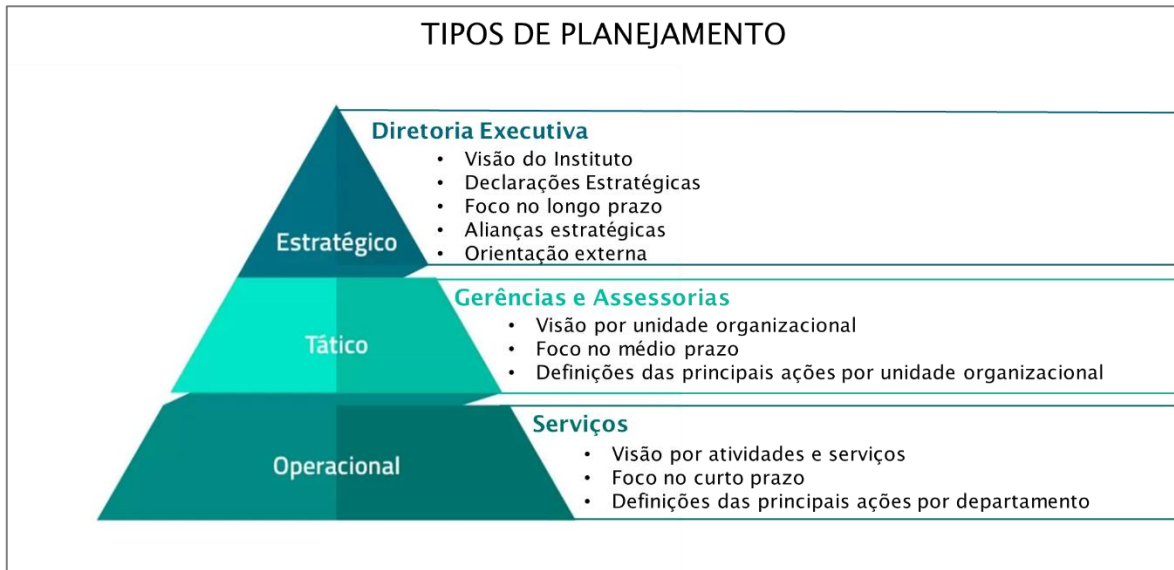 TIPOS DE PLANEJAMENTO
Diretoria Executiva
• Visão do Instituto
• Declarações Estratégicas
• Foco no longo prazo
• Alianças estratégicas
• Orientação externa
Estratégico
Gerências e Assessorias
• Visão por unidade organizacional
• Foco no médio prazo
• Definições das principais ações por unidade organizacional
Tático
Serviços
• Visão por atividades e serviços
• Foco no curto prazo
• Definições das principais ações por departamento
Operacional